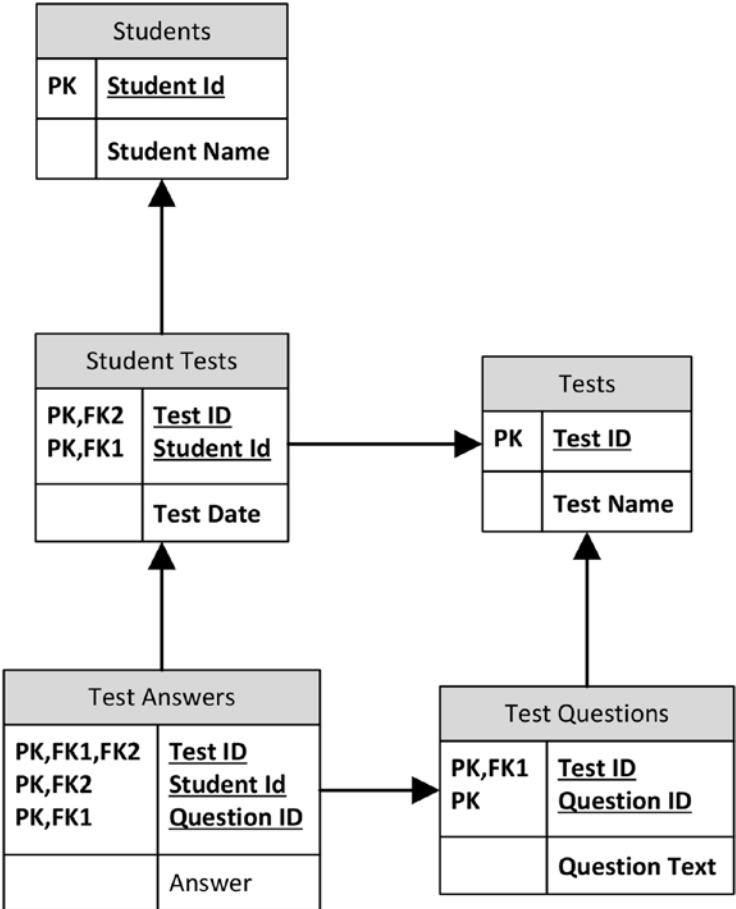 Students
PK Student Id
Student Name
Student Tests
PK,FK2 Test ID
PK,FK1 Student Id
Test Date
Tests
PK Test ID
Test Name
Test Answers
PK,FK1,FK2 Test ID
PK,FK2 Student Id
PK,FK1 Question ID
Answer
Test Questions
PK,FK1 Test ID
PK Question ID
Question Text